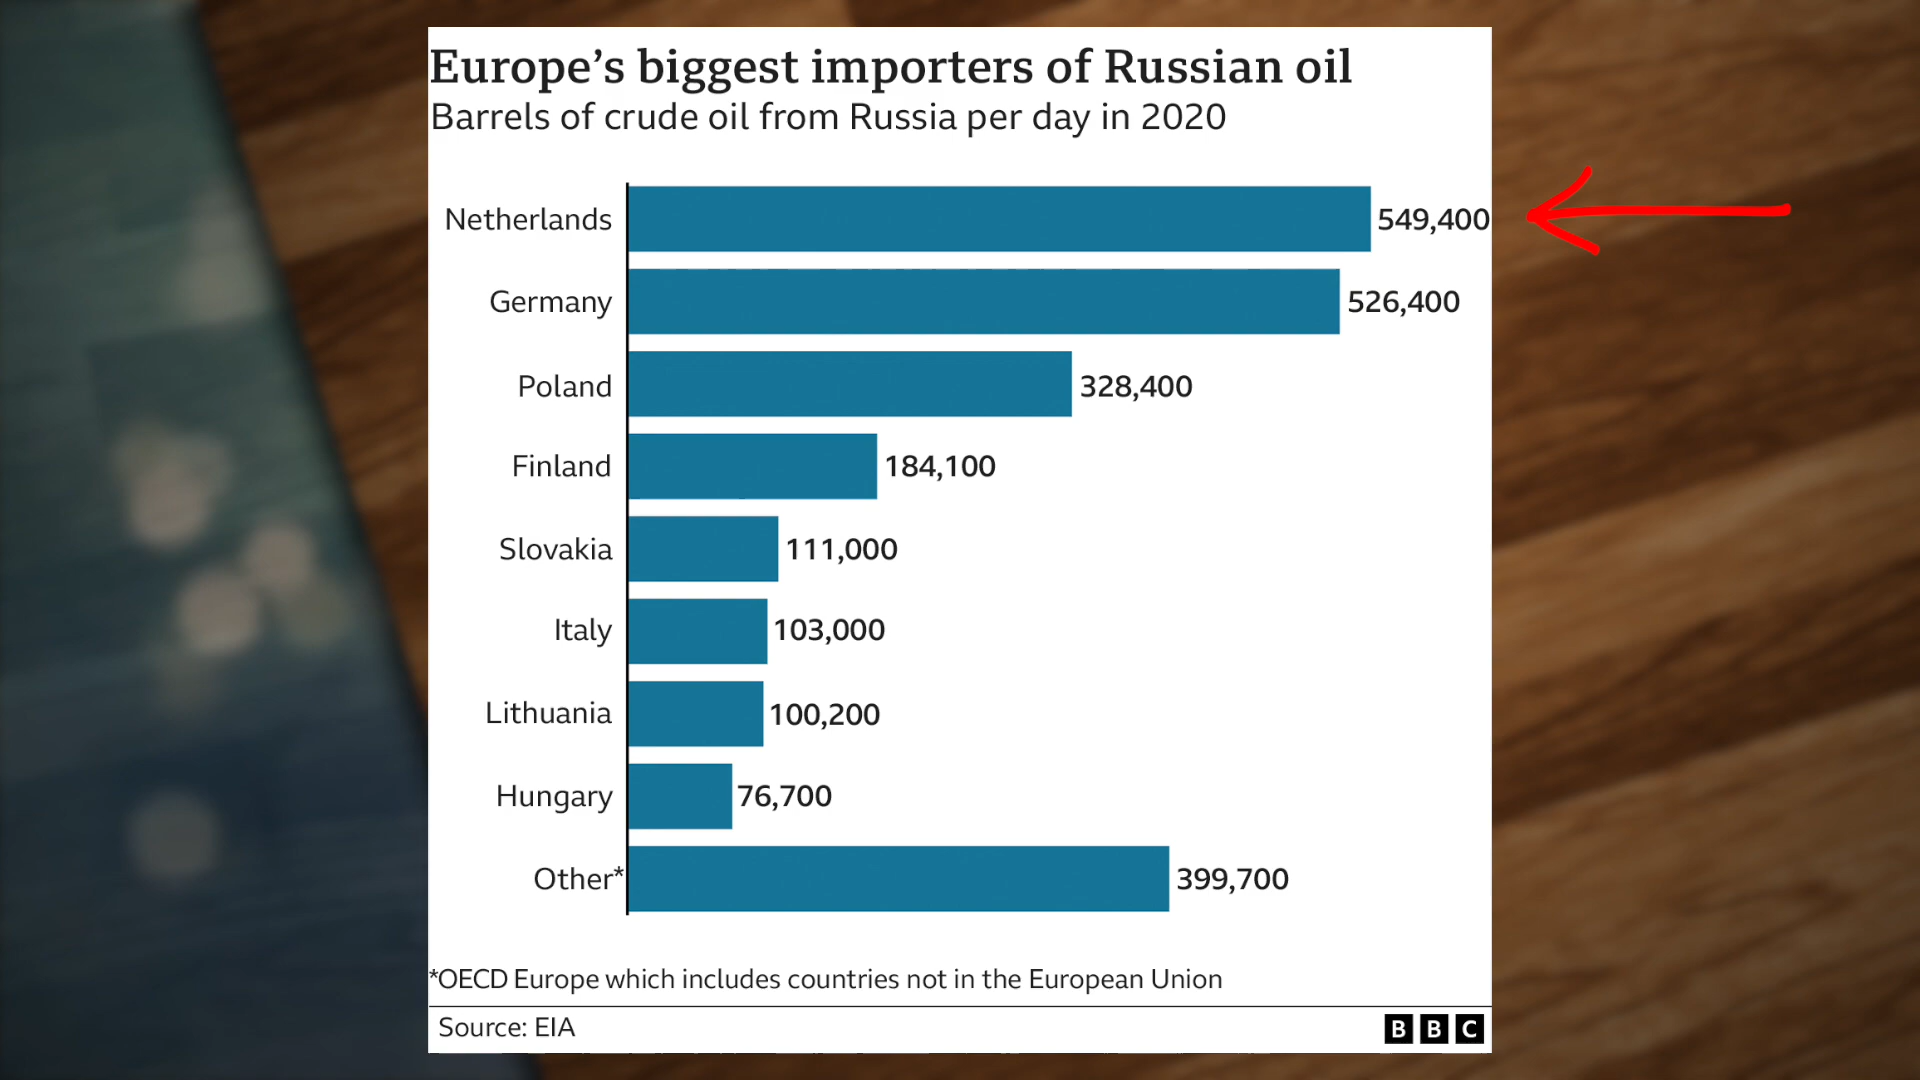 Europe’s biggest importers of Russian oil
Barrels of crude oil from Russia per day in 2020
Netherlands 549,400
Germany 526,400
Poland 328,400
Finland 184,100
Slovakia 111,000
Italy 103,000
Lithuania 100,200
Hungary 76,700
Other* 399,700
*OECD Europe which includes countries not in the European Union
Source: EIA
BBC